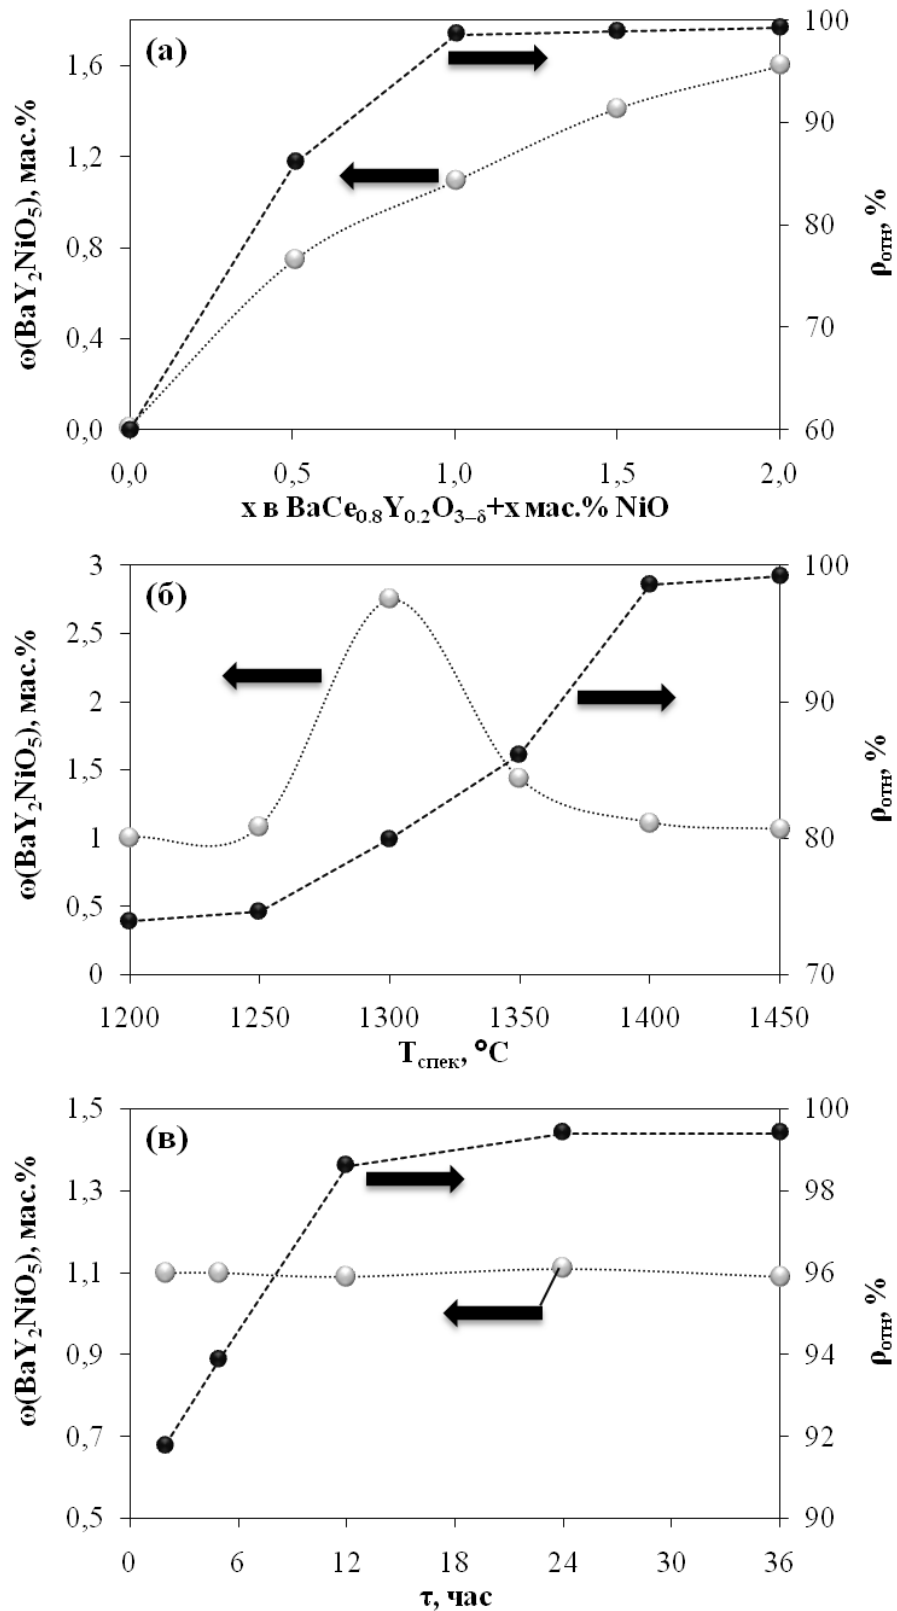 (а)
ω(BaY₂NiO₅), мас.%
1,6
1,2
0,8
0,4
0,0
100
90
80
70
60
ρотн, %
0,0 0,5 1,0 1,5 2,0
x в BaCe₀.₈Y₀.₂O₃₋δ+x мас.% NiO
(б)
ω(BaY₂NiO₅), мас.%
3
2,5
2
1,5
1
0,5
0
100
90
80
70
ρотн, %
1200 1250 1300 1350 1400 1450
Tспек, °C
(в)
ω(BaY₂NiO₅), мас.%
1,5
1,3
1,1
0,9
0,7
0,5
100
98
96
94
92
90
ρотн, %
0 6 12 18 24 30 36
τ, час